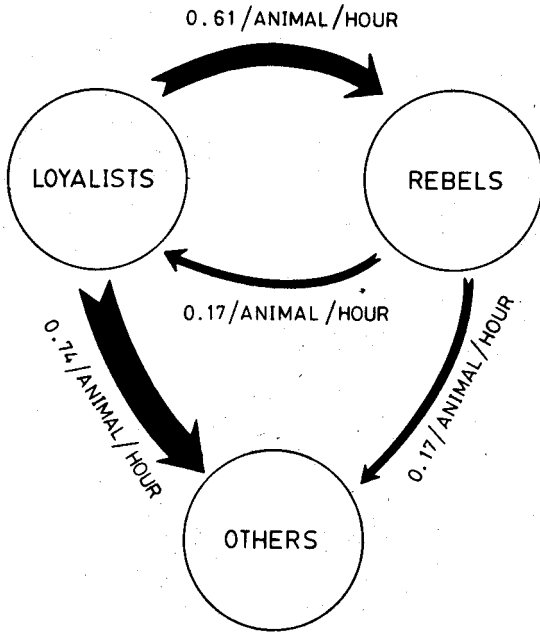 0.61/ANIMAL/HOUR
LOYALISTS
REBELS
0.17/ANIMAL/HOUR
0.74/ANIMAL/HOUR
0.17/ANIMAL/HOUR
OTHERS